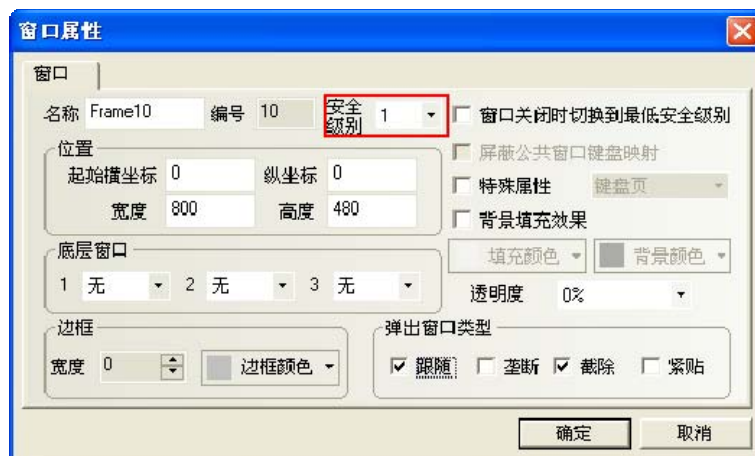 窗口属性
窗口
名称 Frame10 编号 10 安全级别 1 窗口关闭时切换到最低安全级别
位置
屏蔽公共窗口键盘映射
起始横坐标 0 纵坐标 0
特殊属性 键盘页
宽度 800 高度 480
背景填充效果
底层窗口
填充颜色 背景颜色
1 无 2 无 3 无
透明度 0%
边框
弹出窗口类型
宽度 0 边框颜色
跟随 垄断 截除 紧贴
确定 取消